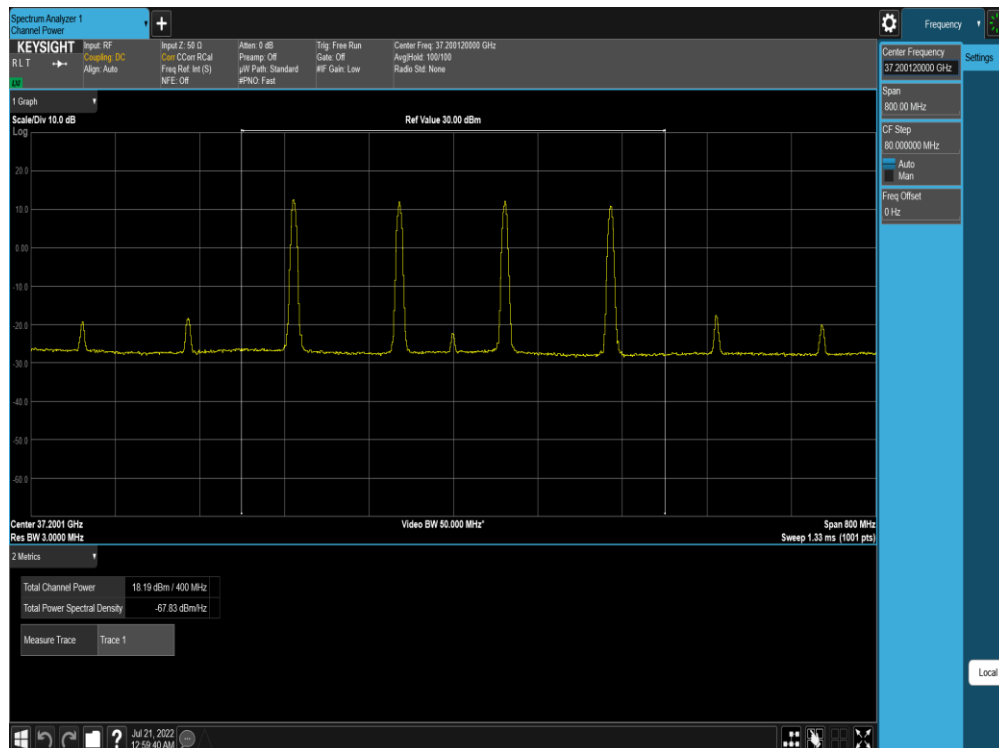 Spectrum Analyzer 1
Channel Power
+
Frequency
KEYSIGHT
R L T
LXI
Input: RF
Coupling: DC
Align: Auto
Input Z: 50 Ω
Corr CCorr RCal
Freq Ref: Int (S)
NFE: Off
Atten: 0 dB
Preamp: Off
µW Path: Standard
#PNO: Fast
Trig: Free Run
Gate: Off
#IF Gain: Low
Center Freq: 37.200120000 GHz
Avg|Hold: 100/100
Radio Std: None
Center Frequency
37.200120000 GHz
Settings
Span
800.00 MHz
CF Step
80.000000 MHz
Auto
Man
Freq Offset
0 Hz
1 Graph
Scale/Div 10.0 dB
Ref Value 30.00 dBm
Log
20.0
10.0
0.00
-10.0
-20.0
-30.0
-40.0
-50.0
-60.0
Center 37.2001 GHz
Video BW 50.000 MHz*
Span 800 MHz
Res BW 3.0000 MHz
Sweep 1.33 ms (1001 pts)
2 Metrics
Total Channel Power 18.19 dBm / 400 MHz
Total Power Spectral Density -67.83 dBm/Hz
Measure Trace Trace 1
Local
?
Jul 21, 2022
12:59:40 AM